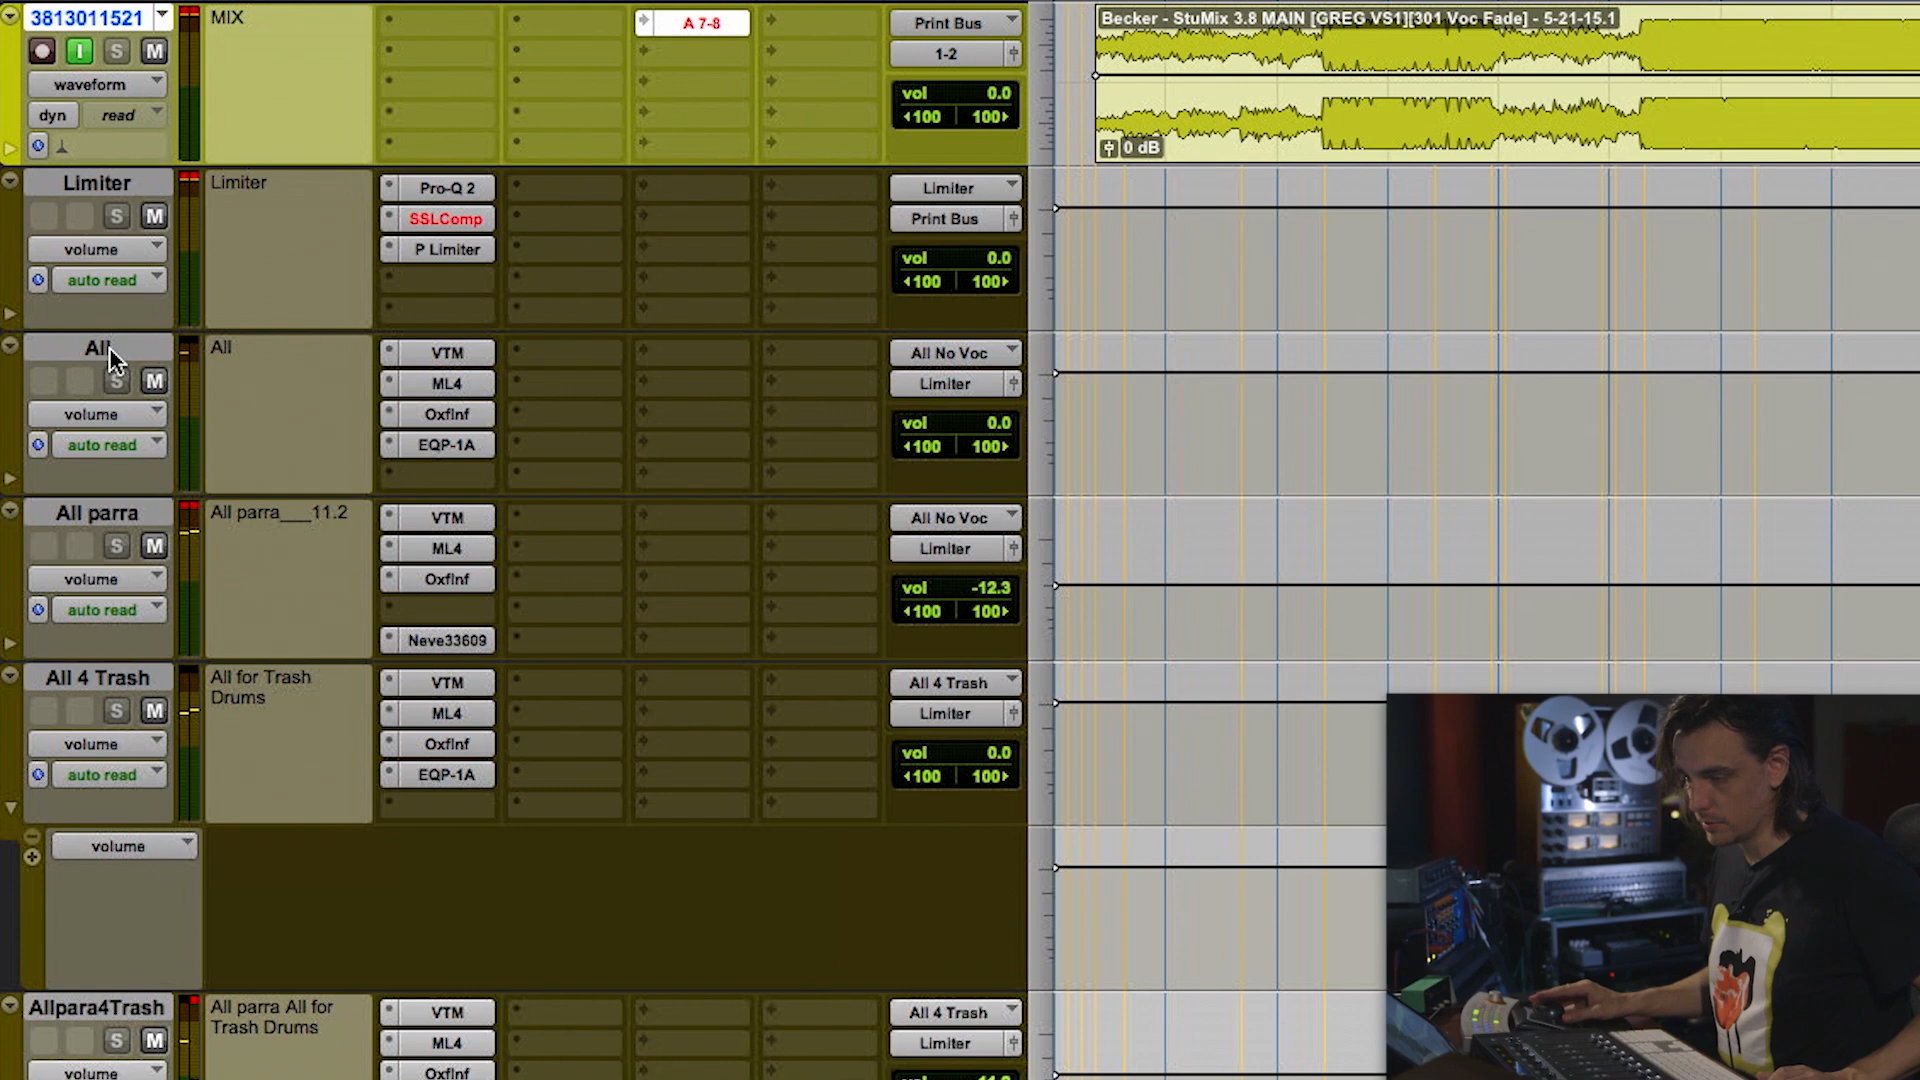 3813011521
MIX
A 7-8
Print Bus
Becker - StuMix 3.8 MAIN [GREG VS1][301 Voc Fade] - 5-21-15.1
I
S
M
1-2
waveform
vol 0.0
100 100
dyn
read
0 dB
Limiter
Limiter
Pro-Q 2
Limiter
S
M
SSLComp
Print Bus
volume
P Limiter
vol 0.0
100 100
auto read
All
All
VTM
All No Voc
S
M
ML4
Limiter
volume
OxfInf
vol 0.0
100 100
auto read
EQP-1A
All parra
All parra___11.2
VTM
All No Voc
S
M
ML4
Limiter
volume
OxfInf
vol -12.3
100 100
auto read
Neve33609
All 4 Trash
All for Trash
Drums
VTM
All 4 Trash
S
M
ML4
Limiter
volume
OxfInf
vol 0.0
100 100
auto read
EQP-1A
volume
Allpara4Trash
All parra All for
Trash Drums
VTM
All 4 Trash
S
M
ML4
Limiter
volume
OxfInf